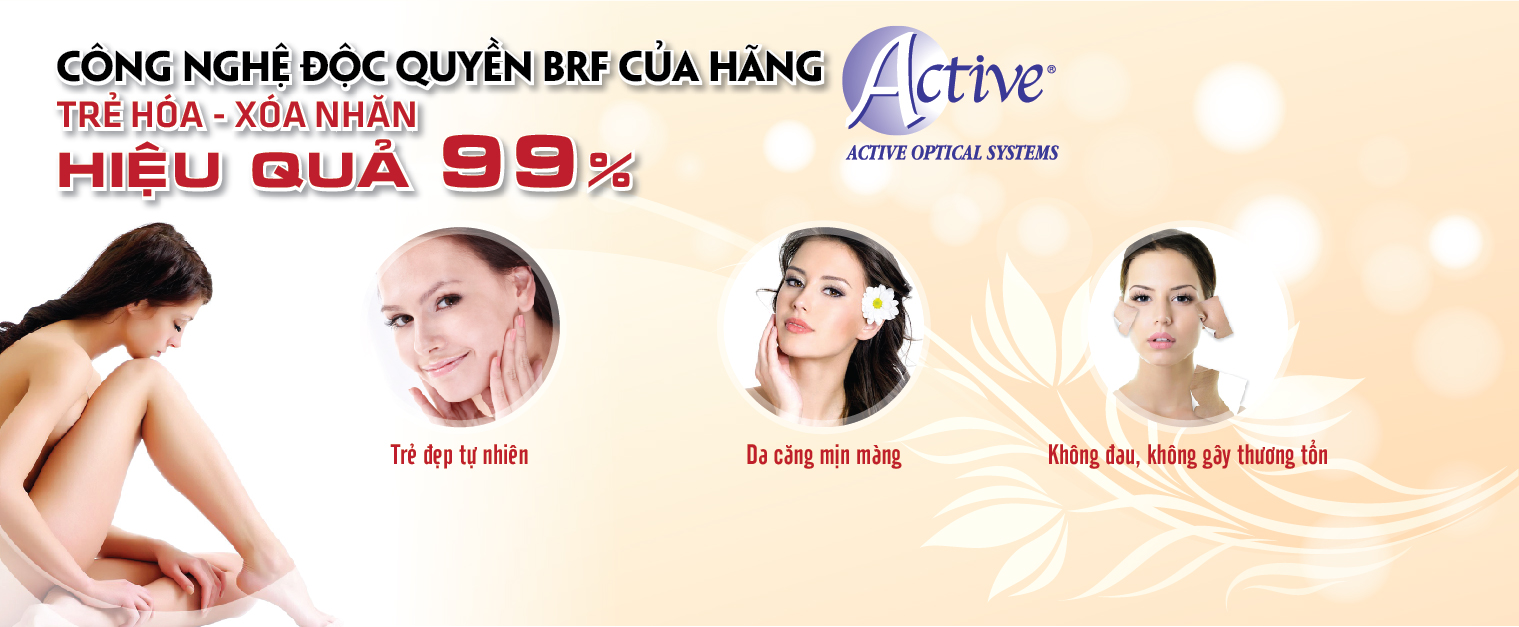 CÔNG NGHỆ ĐỘC QUYỀN BRF CỦA HÃNG
Active®
ACTIVE OPTICAL SYSTEMS
TRẺ HÓA - XÓA NHĂN
HIỆU QUẢ 99%
Trẻ đẹp tự nhiên
Da căng mịn màng
Không đau, không gây thương tổn